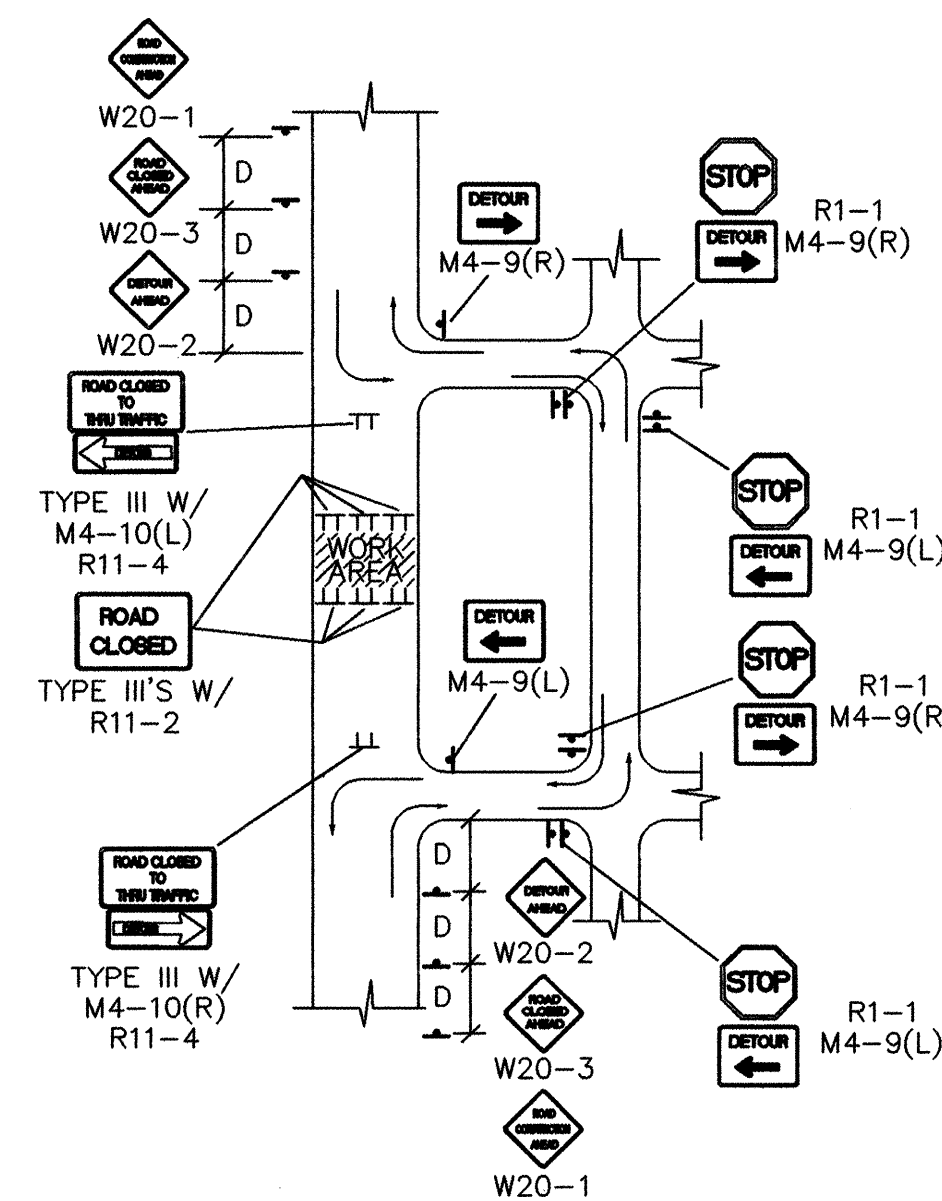 ROAD
CONSTRUCTION
AHEAD
W20-1
ROAD
CLOSED
AHEAD
W20-3
DETOUR
AHEAD
W20-2
D
D
D
ROAD CLOSED
TO
THRU TRAFFIC
DETOUR
TYPE III W/
M4-10(L)
R11-4
ROAD
CLOSED
TYPE III'S W/
R11-2
WORK
AREA
DETOUR
M4-9(R)
STOP
DETOUR
R1-1
M4-9(R)
STOP
DETOUR
R1-1
M4-9(L)
DETOUR
M4-9(L)
STOP
DETOUR
R1-1
M4-9(R
ROAD CLOSED
TO
THRU TRAFFIC
DETOUR
TYPE III W/
M4-10(R)
R11-4
D
D
D
DETOUR
AHEAD
W20-2
ROAD
CLOSED
AHEAD
W20-3
ROAD
CONSTRUCTION
AHEAD
W20-1
STOP
DETOUR
R1-1
M4-9(L)